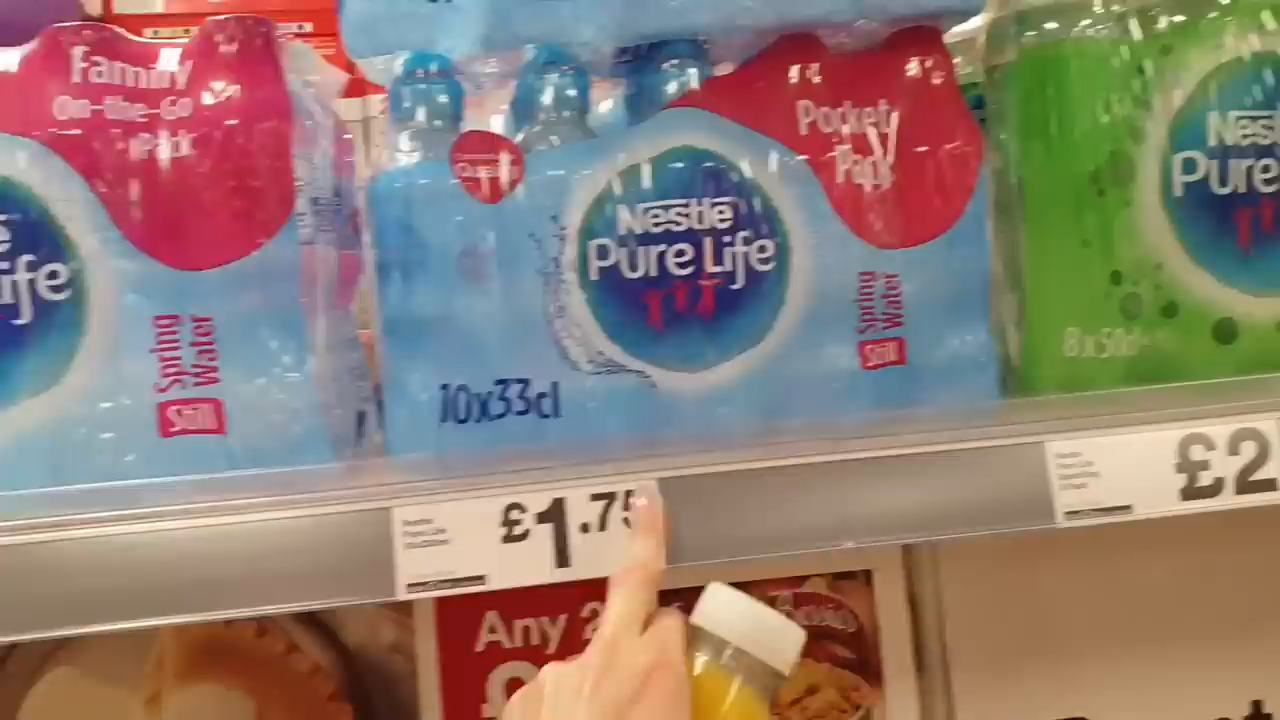 Family
On-the-Go
Pack
ife
Spring
Water
Still
Nestle
Pure Life
10x33cl
Pocket
Pack
Spring
Water
Still
Nes
Pure
8x50cl
£1.75
£2
Any 2